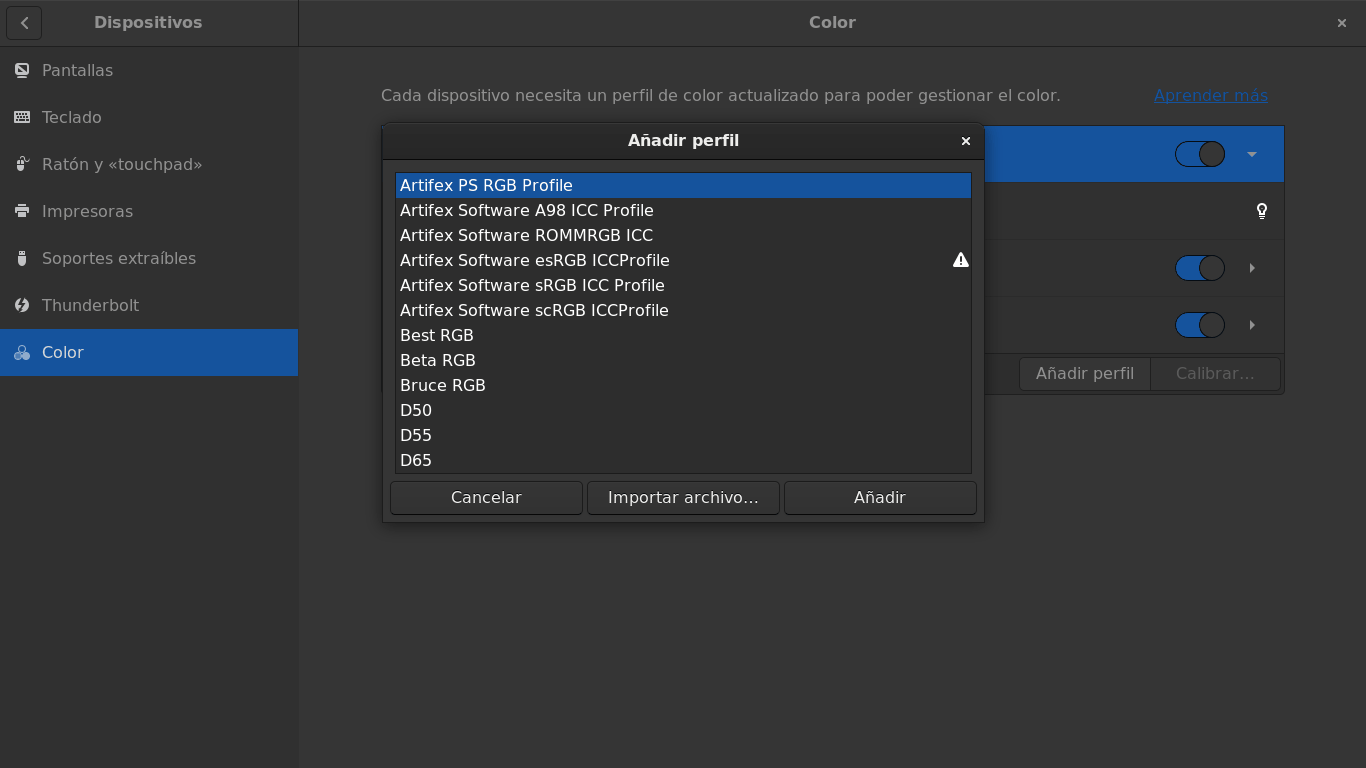 Dispositivos
Color
Pantallas
Teclado
Ratón y «touchpad»
Impresoras
Soportes extraíbles
Thunderbolt
Color
Cada dispositivo necesita un perfil de color actualizado para poder gestionar el color.
Aprender más
Añadir perfil
Artifex PS RGB Profile
Artifex Software A98 ICC Profile
Artifex Software ROMMRGB ICC
Artifex Software esRGB ICCProfile
Artifex Software sRGB ICC Profile
Artifex Software scRGB ICCProfile
Best RGB
Beta RGB
Bruce RGB
D50
D55
D65
Cancelar
Importar archivo…
Añadir
Añadir perfil
Calibrar…